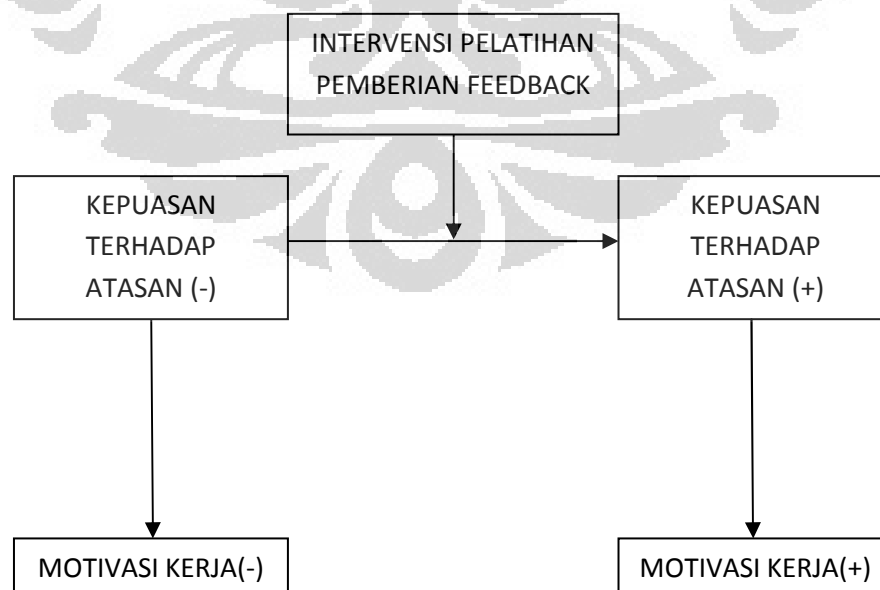 INTERVENSI PELATIHAN
PEMBERIAN FEEDBACK
KEPUASAN
TERHADAP
ATASAN (-)
KEPUASAN
TERHADAP
ATASAN (+)
MOTIVASI KERJA(-)
MOTIVASI KERJA(+)